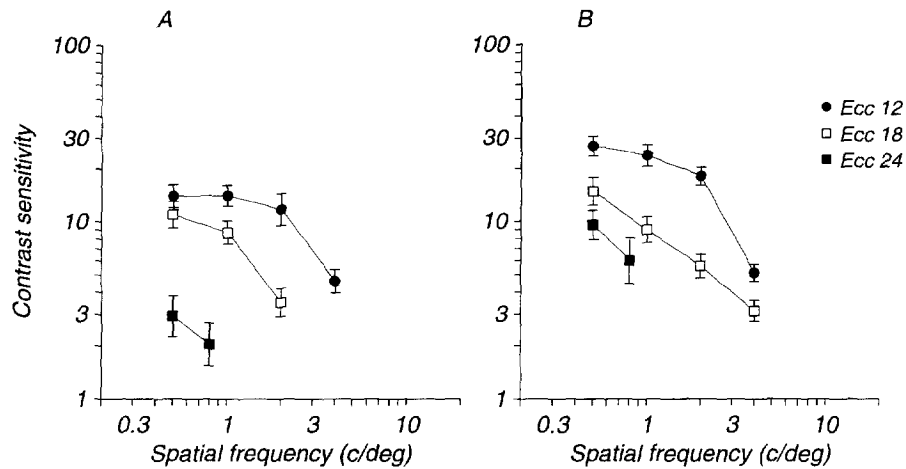 A
B
100
30
10
3
1
Contrast sensitivity
0.3 1 3 10
Spatial frequency (c/deg)
100
30
10
3
1
0.3 1 3 10
Spatial frequency (c/deg)
Ecc 12
Ecc 18
Ecc 24